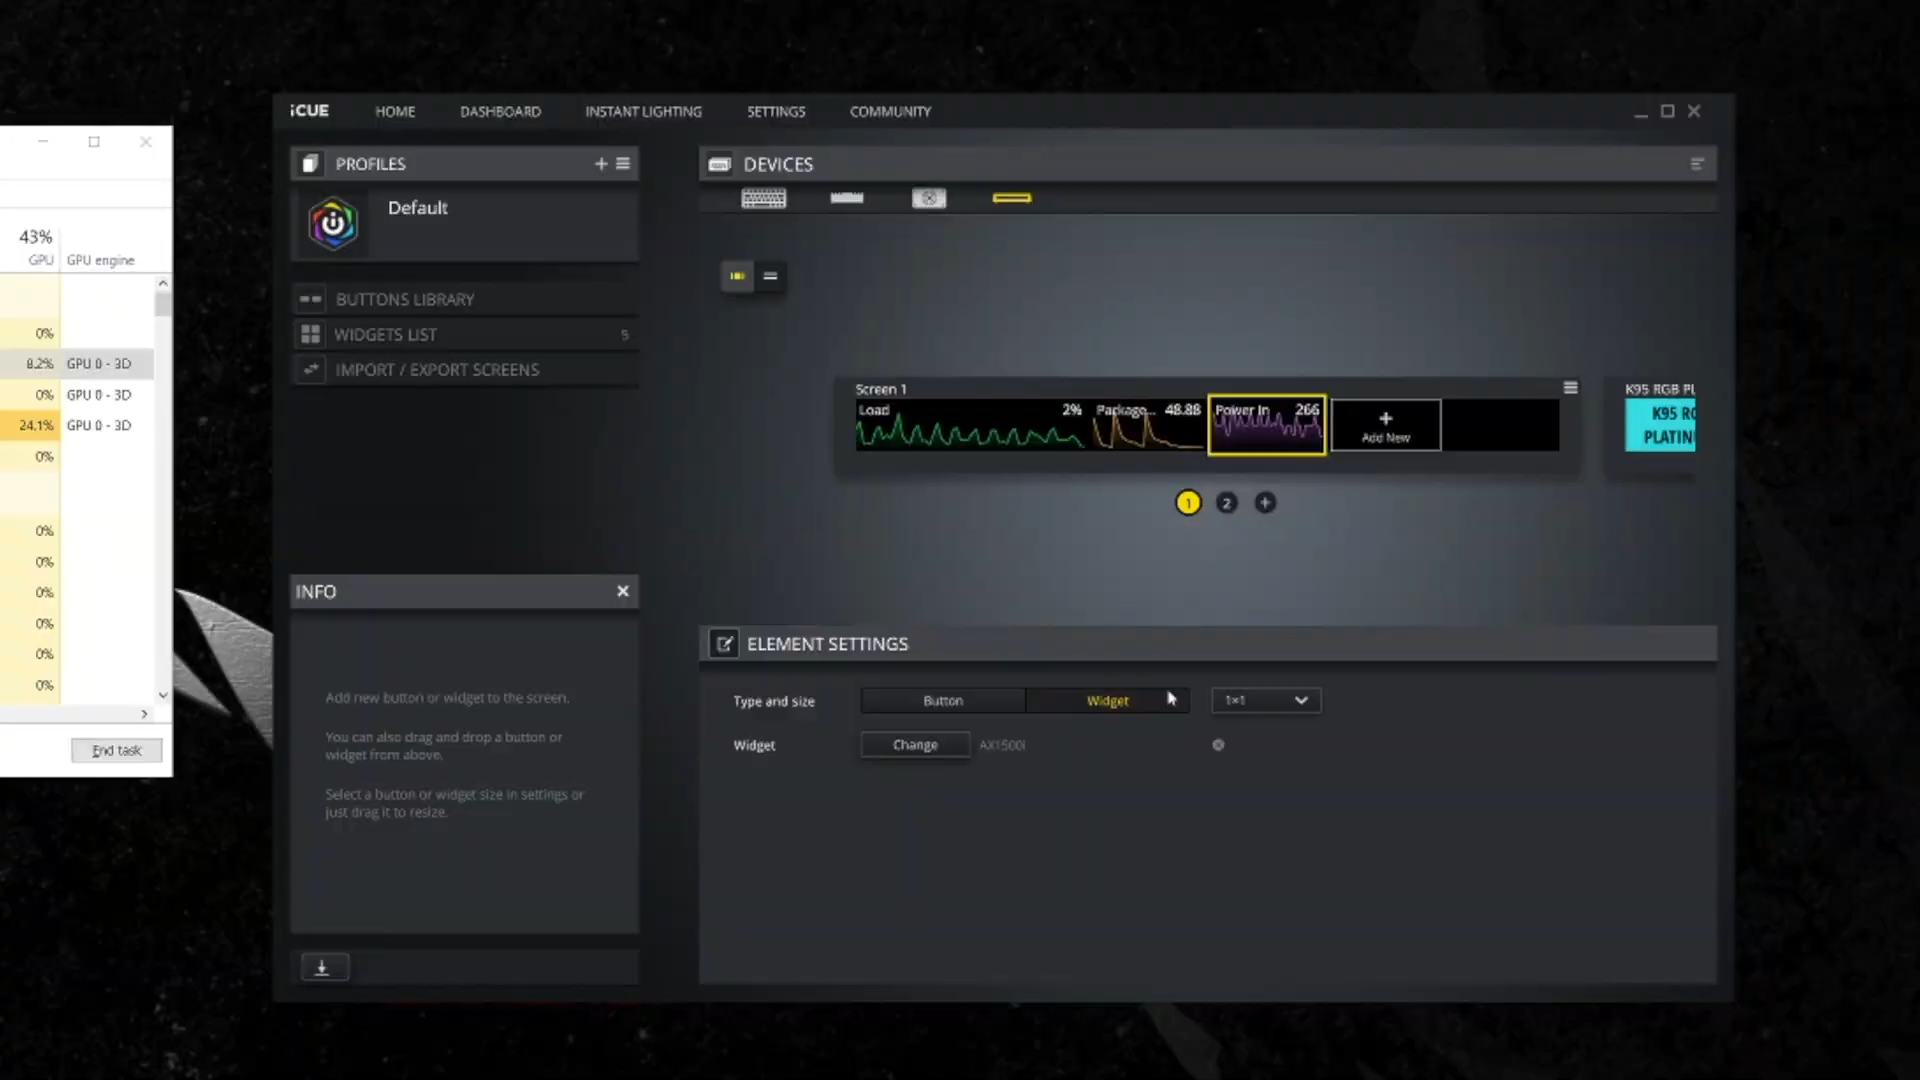 iCUE HOME DASHBOARD INSTANT LIGHTING SETTINGS COMMUNITY
PROFILES
Default
BUTTONS LIBRARY
WIDGETS LIST 5
IMPORT / EXPORT SCREENS
INFO
Add new button or widget to the screen.
You can also drag and drop a button or
widget from above.
Select a button or widget size in settings or
just drag it to resize.
DEVICES
Screen 1
Load 2% Package... 48.88 Power In 266
+
Add New
K95 RGB PL
K95 RG
PLATIN
1 2 +
ELEMENT SETTINGS
Type and size Button Widget 1×1
Widget Change AX1500i
43%
GPU GPU engine
0%
8.2% GPU 0 - 3D
0% GPU 0 - 3D
24.1% GPU 0 - 3D
0%
0%
0%
0%
0%
0%
0%
End task